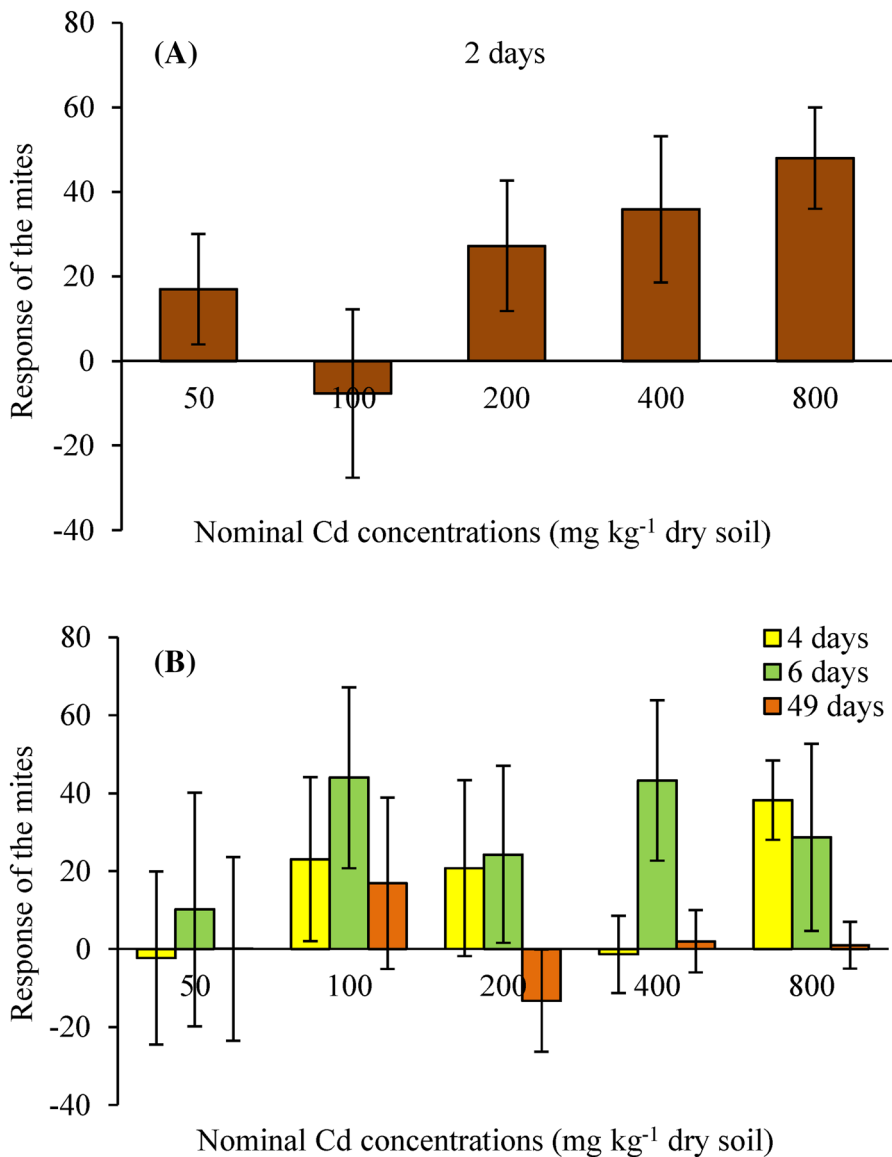 (A)
2 days
80
60
40
20
0
-20
-40
Response of the mites
50 100 200 400 800
Nominal Cd concentrations (mg kg⁻¹ dry soil)
(B)
4 days
6 days
49 days
80
60
40
20
0
-20
-40
Response of the mites
50 100 200 400 800
Nominal Cd concentrations (mg kg⁻¹ dry soil)